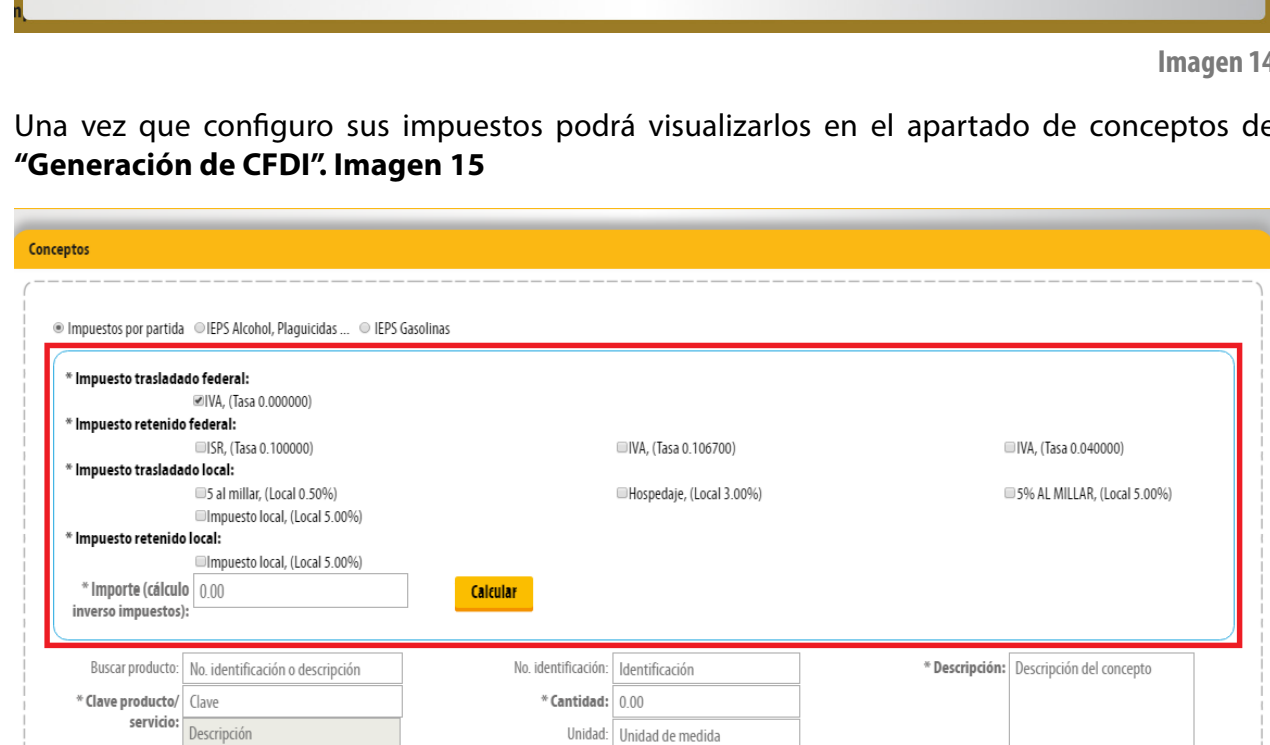 Imagen 14
Una vez que configuro sus impuestos podrá visualizarlos en el apartado de conceptos de
“Generación de CFDI”. Imagen 15
Conceptos
Impuestos por partida IEPS Alcohol, Plaguicidas ... IEPS Gasolinas
* Impuesto trasladado federal:
IVA, (Tasa 0.000000)
* Impuesto retenido federal:
ISR, (Tasa 0.100000) IVA, (Tasa 0.106700) IVA, (Tasa 0.040000)
* Impuesto trasladado local:
5 al millar, (Local 0.50%) Hospedaje, (Local 3.00%) 5% AL MILLAR, (Local 5.00%)
Impuesto local, (Local 5.00%)
* Impuesto retenido local:
Impuesto local, (Local 5.00%)
* Importe (cálculo 0.00 Calcular
inverso impuestos):
Buscar producto: No. identificación o descripción No. identificación: Identificación * Descripción: Descripción del concepto
* Clave producto/ Clave * Cantidad: 0.00
servicio: Descripción Unidad: Unidad de medida